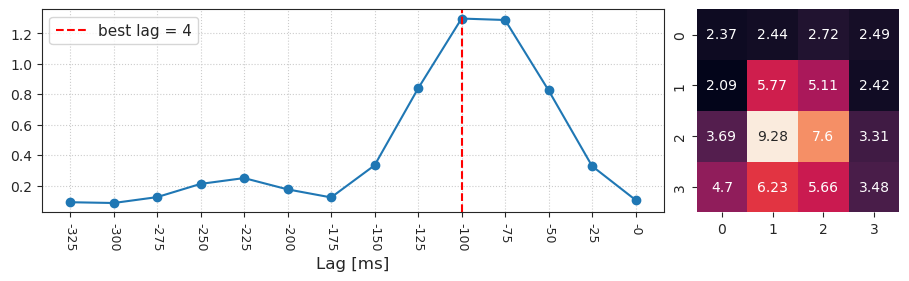 best lag = 4
1.2
1.0
0.8
0.6
0.4
0.2
-325 -300 -275 -250 -225 -200 -175 -150 -125 -100 -75 -50 -25 -0
Lag [ms]
0 2.37 2.44 2.72 2.49
1 2.09 5.77 5.11 2.42
2 3.69 9.28 7.6 3.31
3 4.7 6.23 5.66 3.48
0 1 2 3